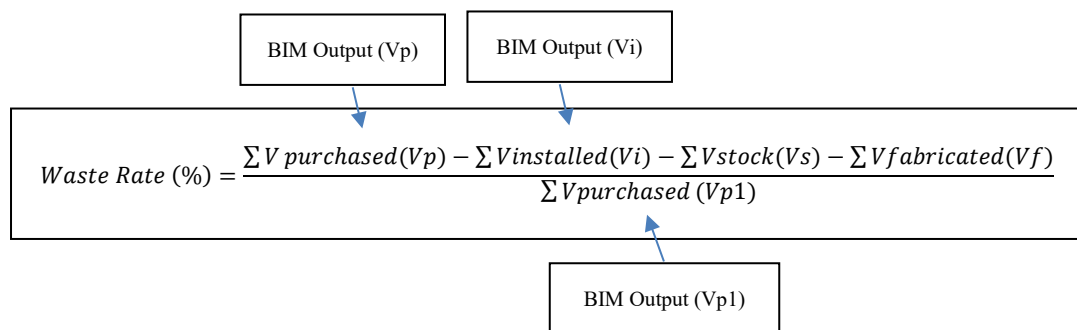 BIM Output (Vp)
BIM Output (Vi)
Waste Rate (%) = ∑V purchased(Vp) − ∑Vinstalled(Vi) − ∑Vstock(Vs) − ∑Vfabricated(Vf)
∑Vpurchased (Vp1)
BIM Output (Vp1)